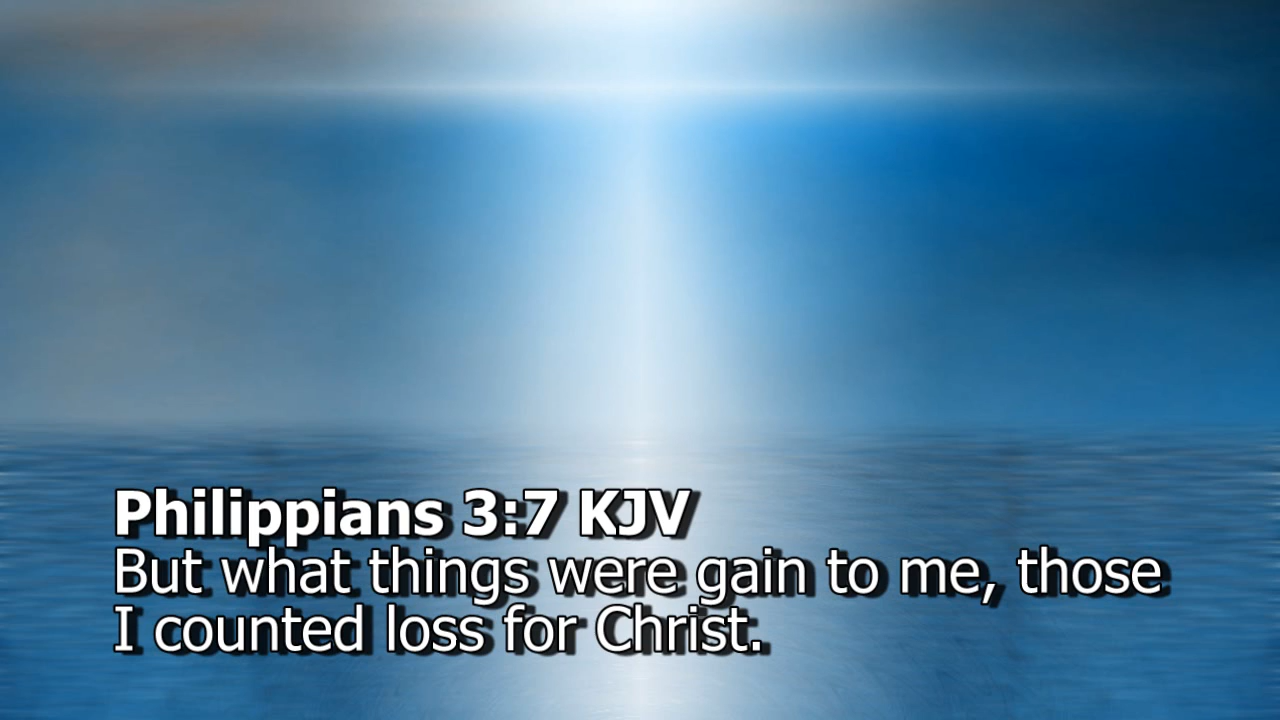 Philippians 3:7 KJV
But what things were gain to me, those
I counted loss for Christ.